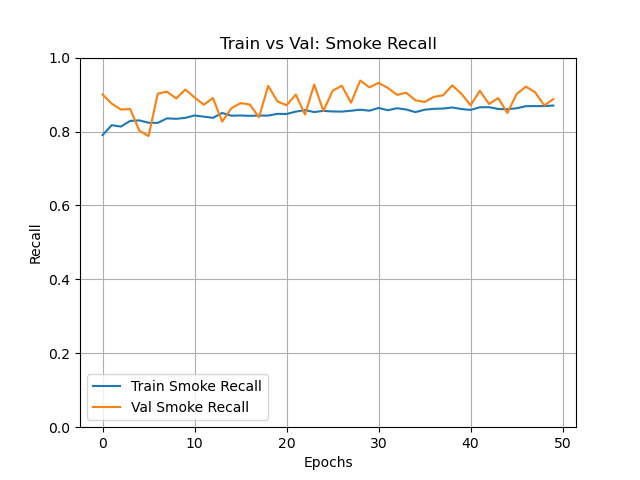 Train vs Val: Smoke Recall
1.0
0.8
0.6
0.4
0.2
0.0
Recall
Train Smoke Recall
Val Smoke Recall
0 10 20 30 40 50
Epochs